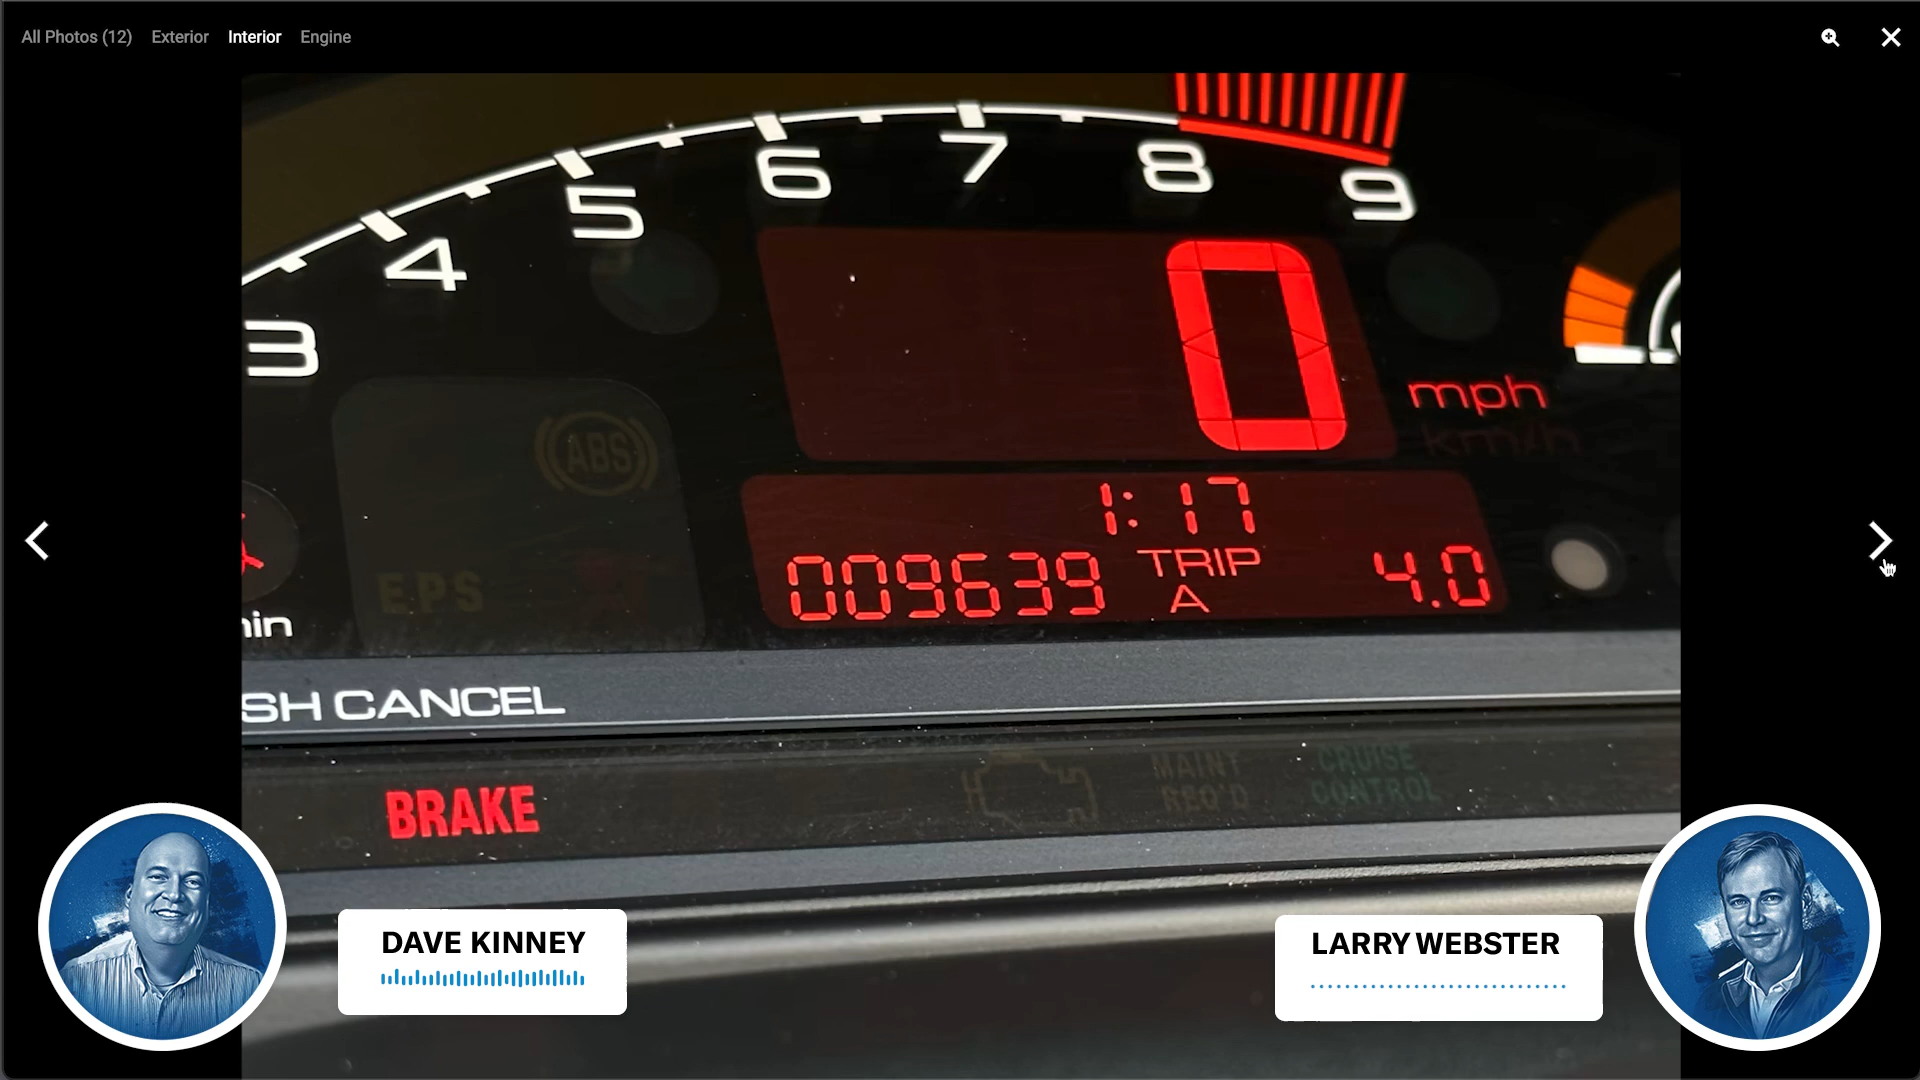 All Photos (12) Exterior Interior Engine
3 4 5 6 7 8 9
0
mph
km/h
ABS
EPS
1:17
009639 TRIP 4.0
A
min
SH CANCEL
BRAKE
MAINT
REQ'D
CRUISE
CONTROL
DAVE KINNEY
LARRY WEBSTER